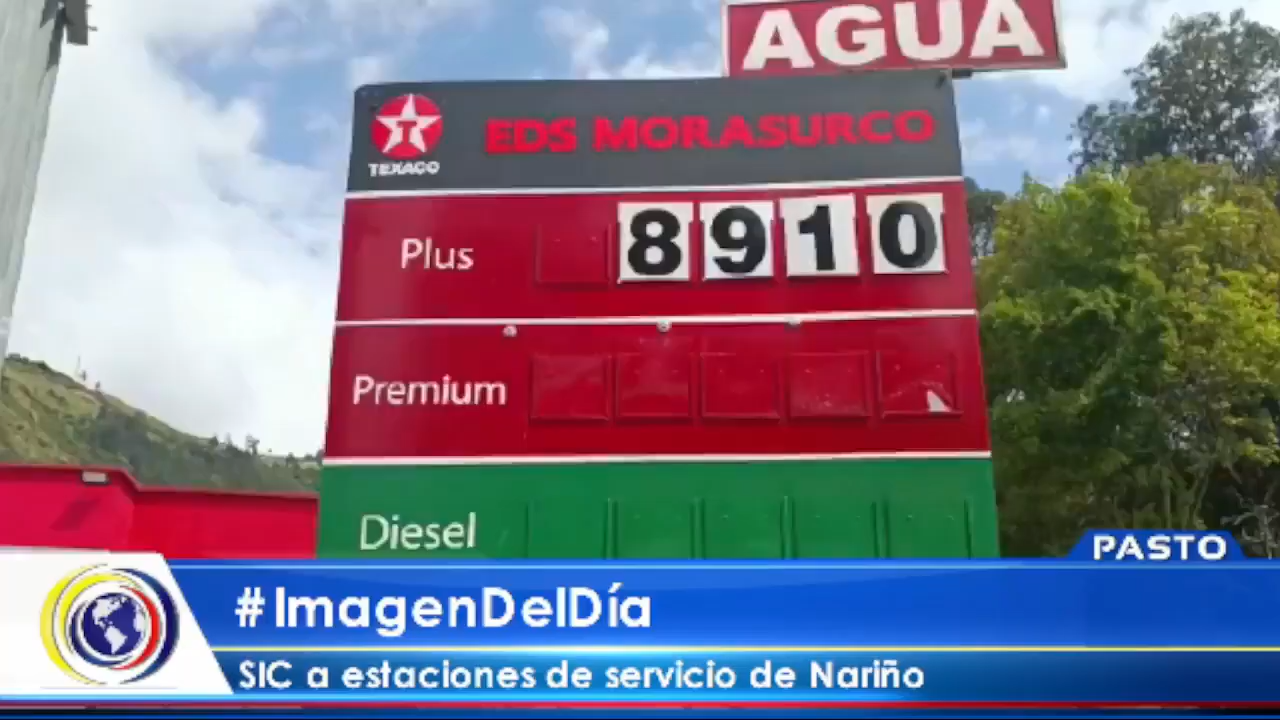 AGUA
TEXACO
EDS MORASURCO
Plus 8910
Premium
Diesel
PASTO
#ImagenDelDía
SIC a estaciones de servicio de Nariño